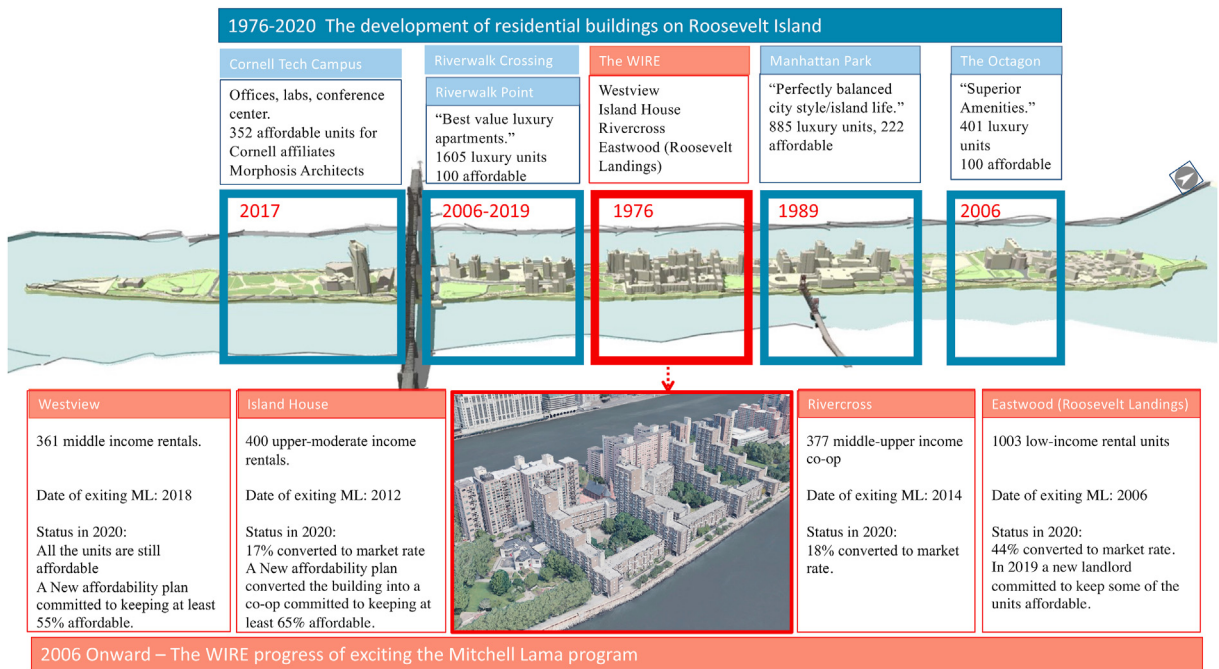 1976-2020 The development of residential buildings on Roosevelt Island
Cornell Tech Campus
Offices, labs, conference
center.
352 affordable units for
Cornell affiliates
Morphosis Architects
Riverwalk Crossing
Riverwalk Point
“Best value luxury
apartments.”
1605 luxury units
100 affordable
The WIRE
Westview
Island House
Rivercross
Eastwood (Roosevelt
Landings)
Manhattan Park
“Perfectly balanced
city style/island life.”
885 luxury units, 222
affordable
The Octagon
“Superior
Amenities.”
401 luxury
units
100 affordable
2017
2006-2019
1976
1989
2006
Westview
361 middle income rentals.
Date of exiting ML: 2018
Status in 2020:
All the units are still
affordable
A New affordability plan
committed to keeping at least
55% affordable.
Island House
400 upper-moderate income
rentals.
Date of exiting ML: 2012
Status in 2020:
17% converted to market rate
A New affordability plan
converted the building into a
co-op committed to keeping at
least 65% affordable.
Rivercross
377 middle-upper income
co-op
Date of exiting ML: 2014
Status in 2020:
18% converted to market
rate.
Eastwood (Roosevelt Landings)
1003 low-income rental units
Date of exiting ML: 2006
Status in 2020:
44% converted to market rate.
In 2019 a new landlord
committed to keep some of the
units affordable.
2006 Onward – The WIRE progress of exciting the Mitchell Lama program